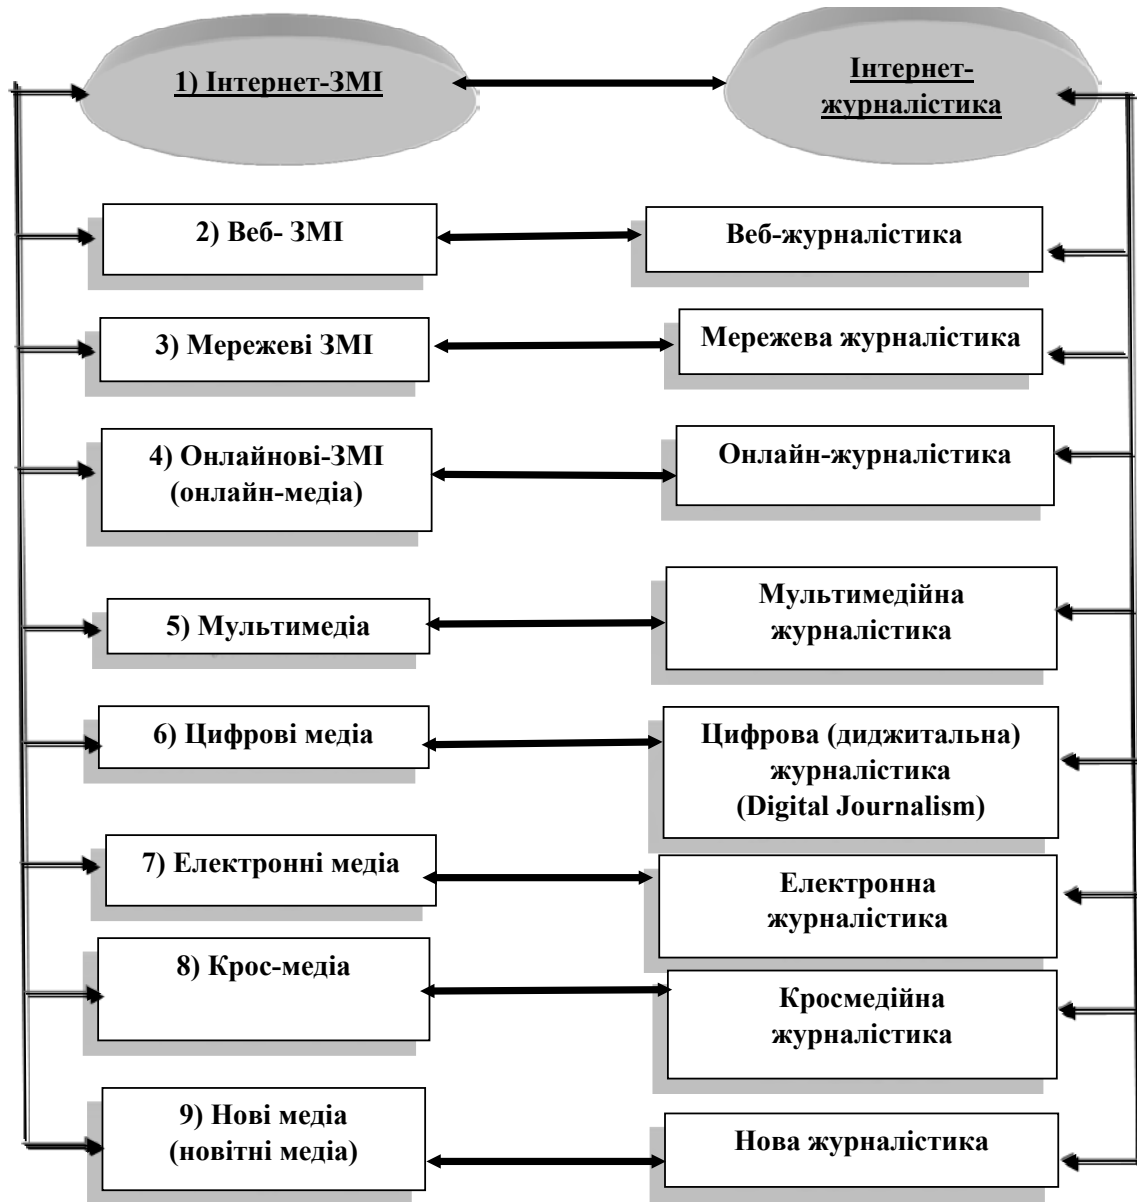 1) Інтернет-ЗМІ
Інтернет-
журналістика
2) Веб- ЗМІ
Веб-журналістика
3) Мережеві ЗМІ
Мережева журналістика
4) Онлайнові-ЗМІ
(онлайн-медіа)
Онлайн-журналістика
5) Мультимедіа
Мультимедійна
журналістика
6) Цифрові медіа
Цифрова (диджитальна)
журналістика
(Digital Journalism)
7) Електронні медіа
Електронна
журналістика
8) Крос-медіа
Кросмедійна
журналістика
9) Нові медіа
(новітні медіа)
Нова журналістика